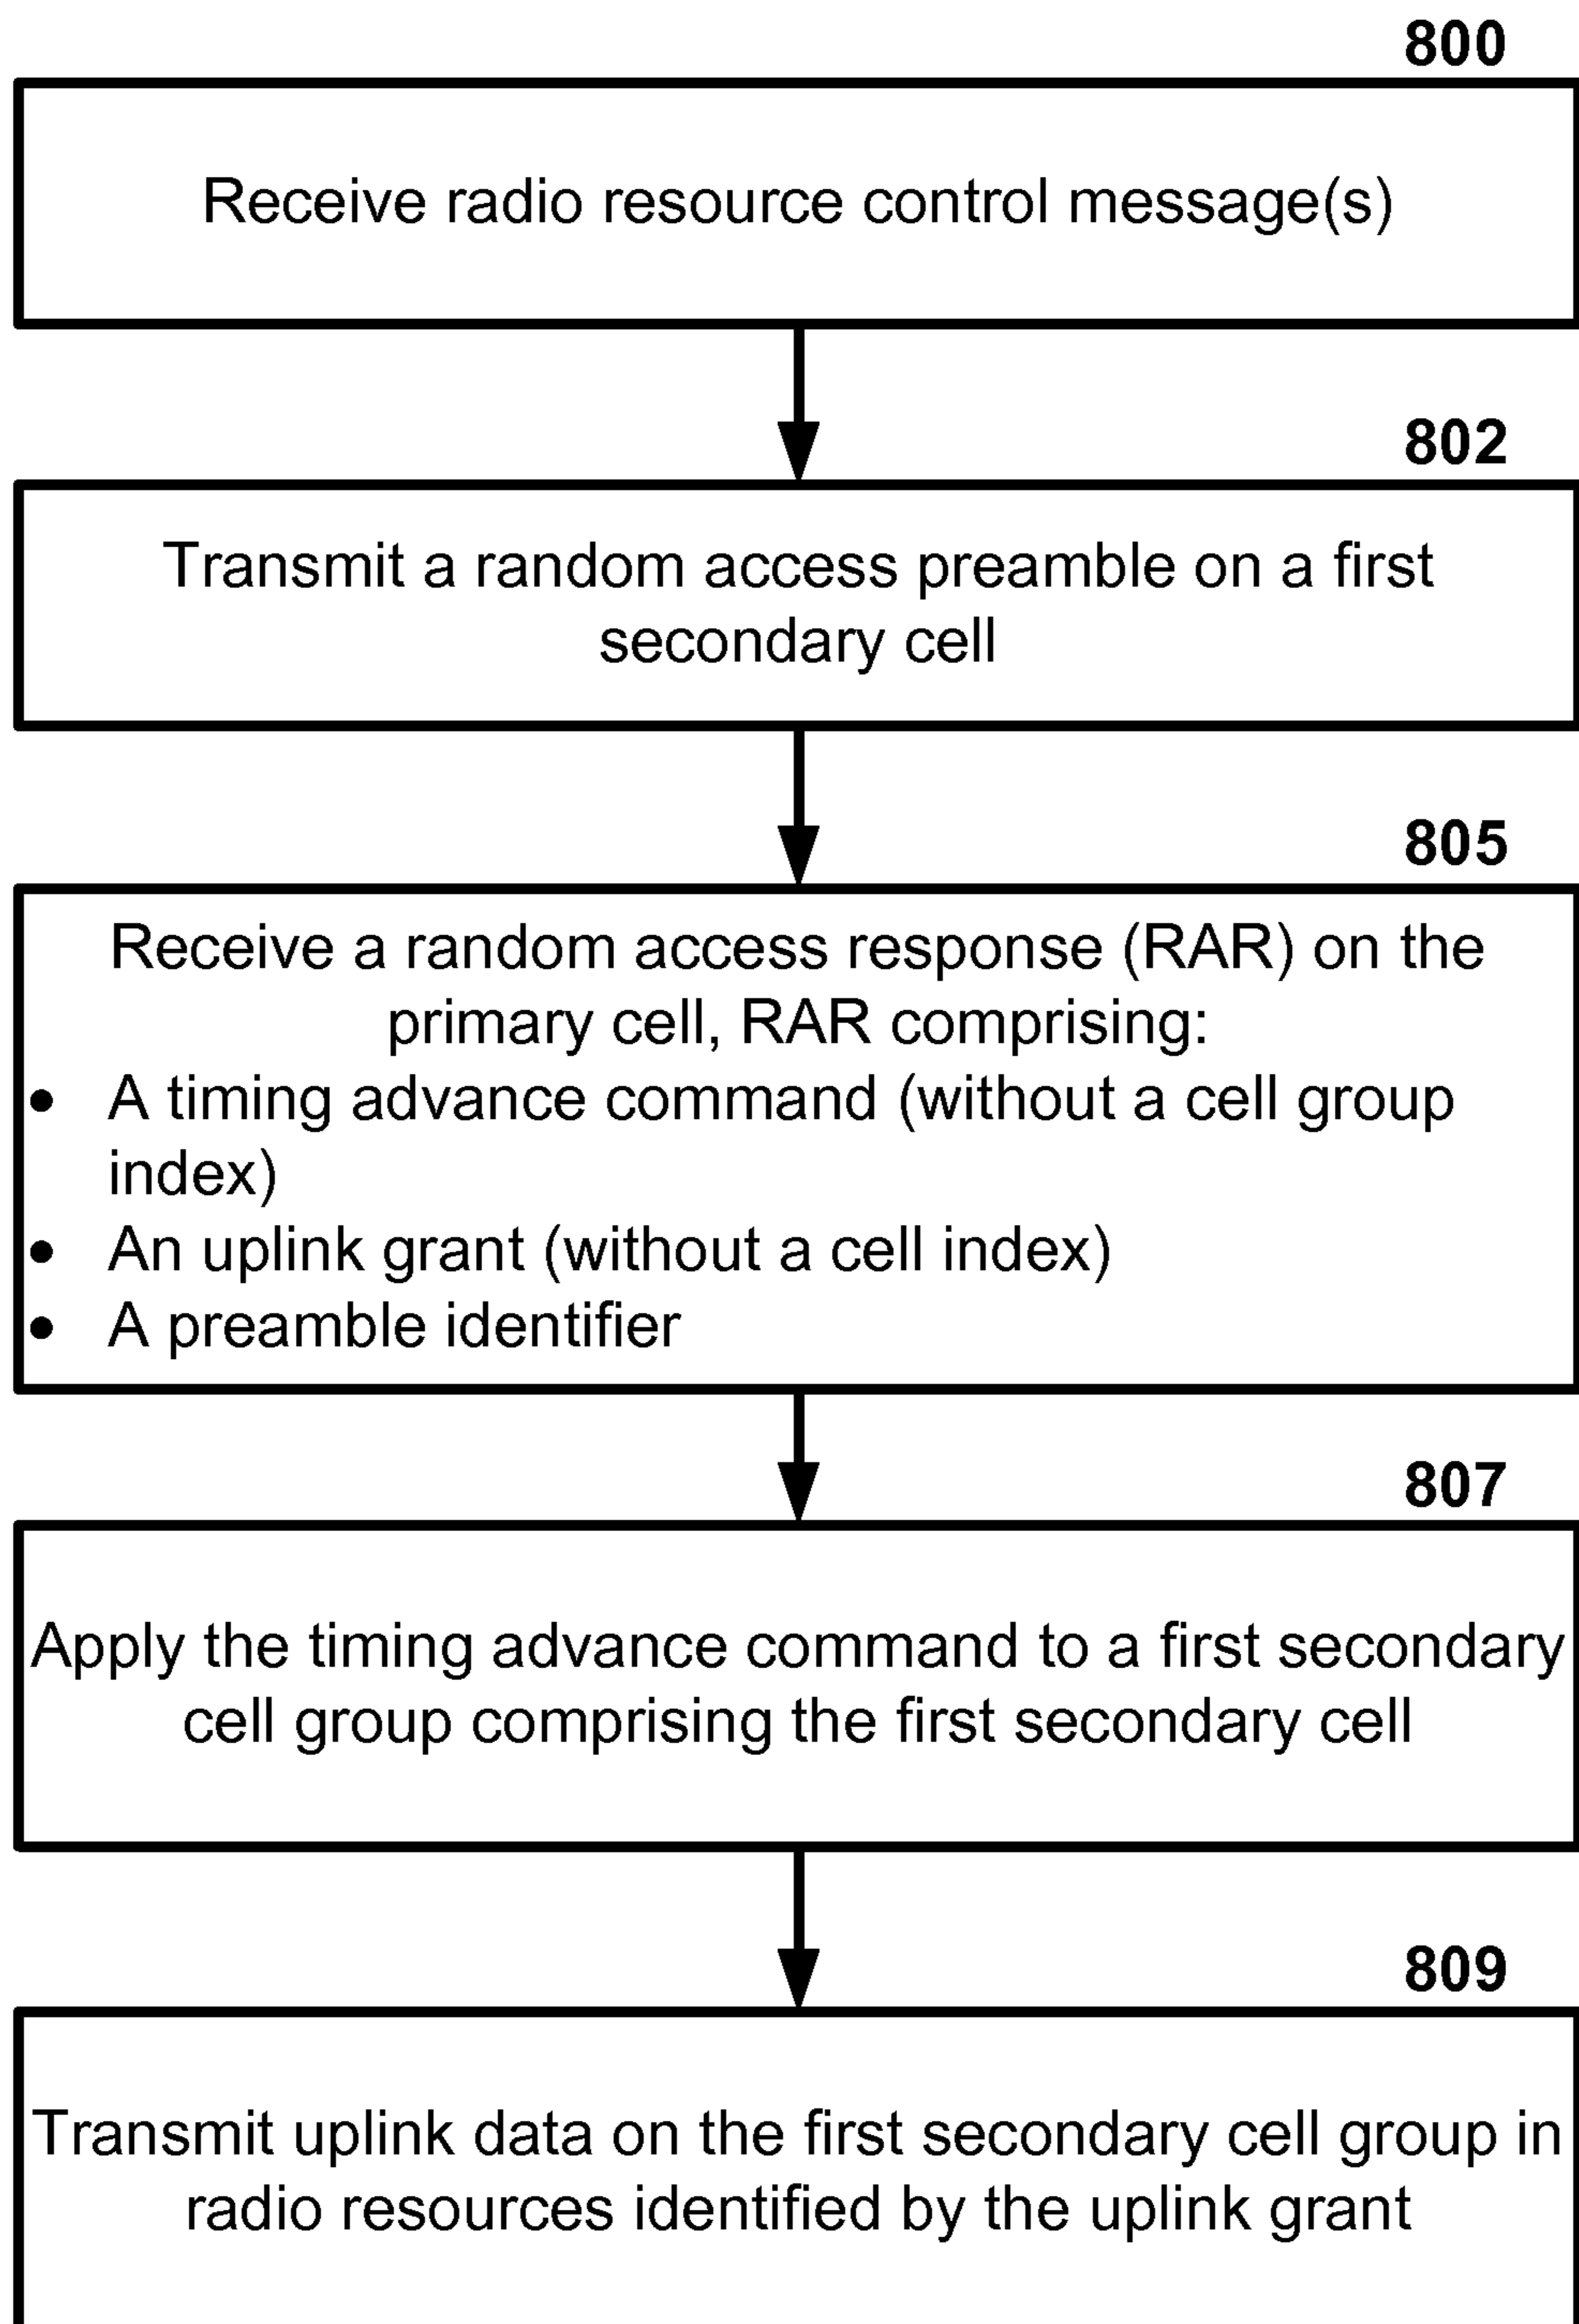 800
Receive radio resource control message(s)
802
Transmit a random access preamble on a first
secondary cell
805
Receive a random access response (RAR) on the
primary cell, RAR comprising:
• A timing advance command (without a cell group
index)
• An uplink grant (without a cell index)
• A preamble identifier
807
Apply the timing advance command to a first secondary
cell group comprising the first secondary cell
809
Transmit uplink data on the first secondary cell group in
radio resources identified by the uplink grant